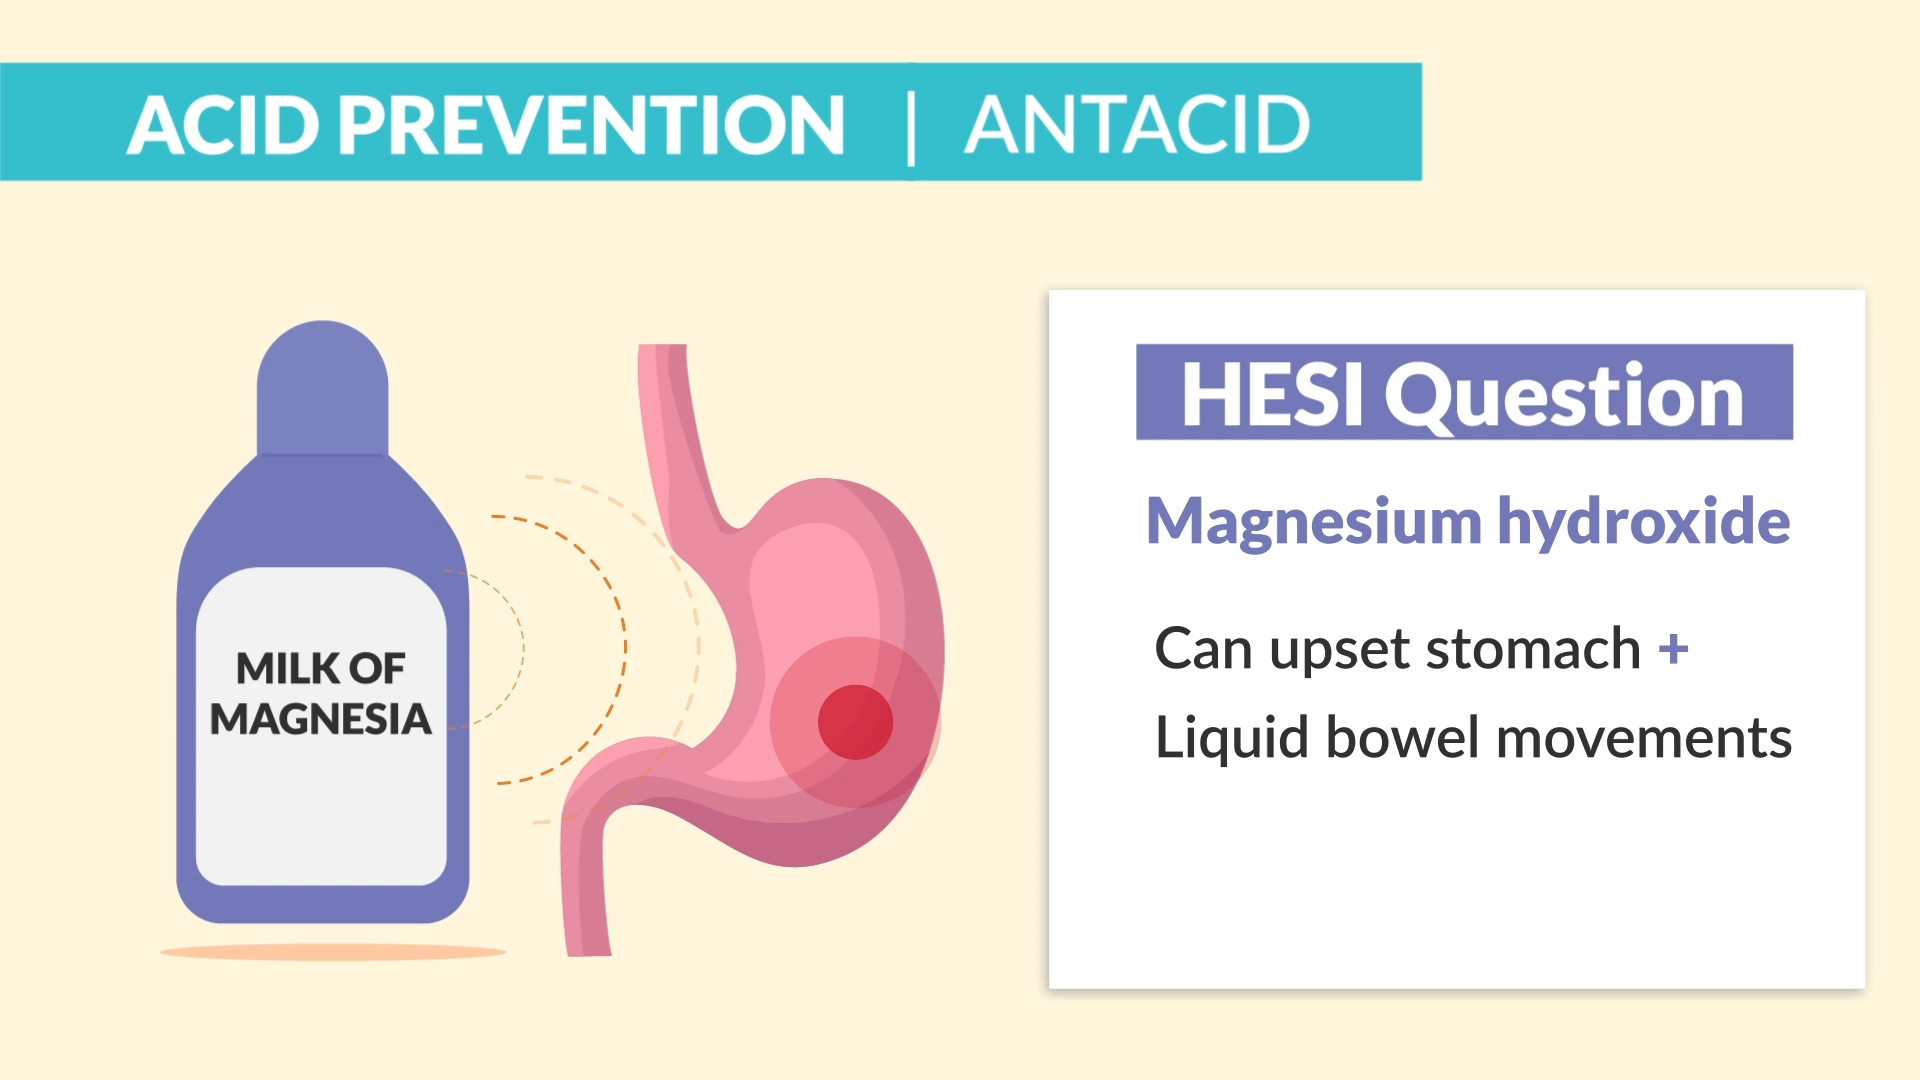 ACID PREVENTION | ANTACID
MILK OF
MAGNESIA
HESI Question
Magnesium hydroxide
Can upset stomach +
Liquid bowel movements